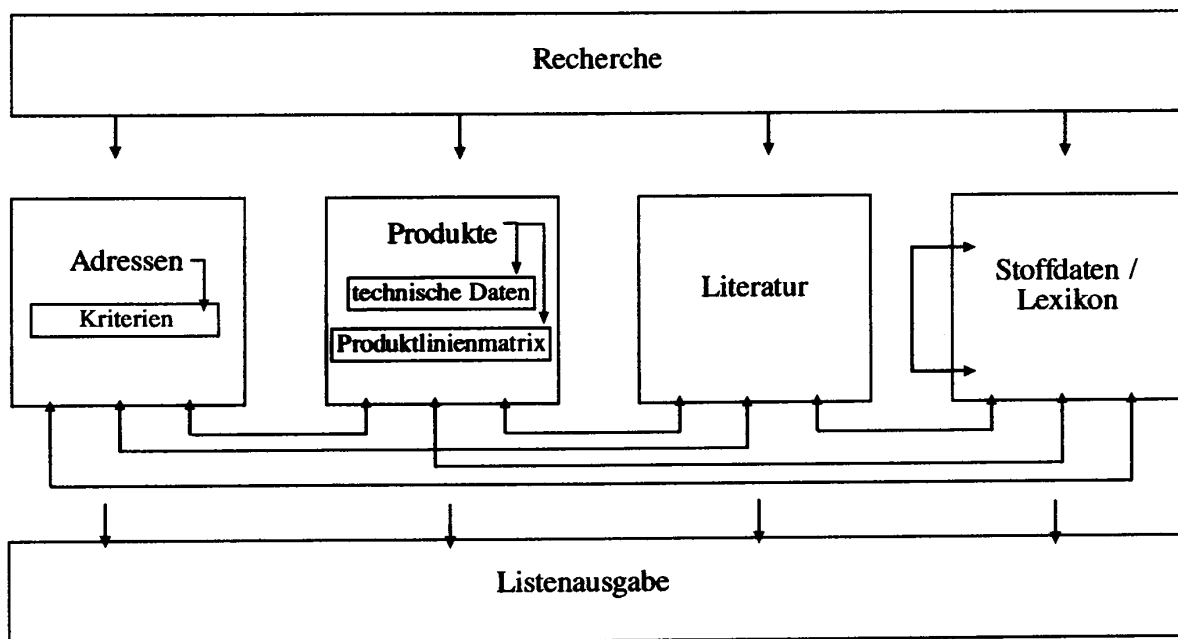 Recherche
Adressen
Kriterien
Produkte
technische Daten
Produktlinienmatrix
Literatur
Stoffdaten /
Lexikon
Listenausgabe